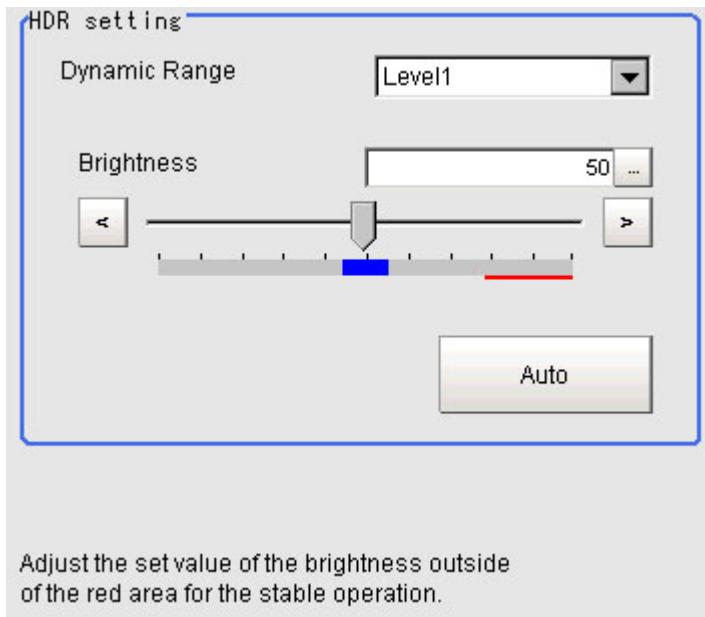 HDR setting
Dynamic Range Level1
Brightness 50 ...
< >
Auto
Adjust the set value of the brightness outside
of the red area for the stable operation.